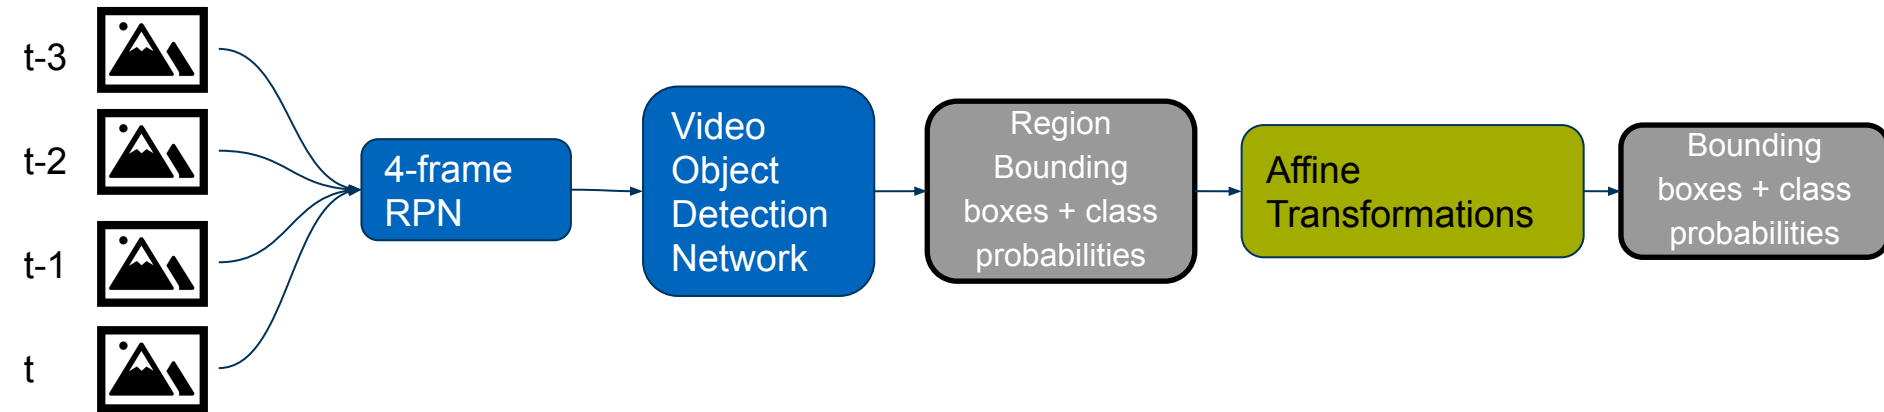 t-3
t-2
t-1
t
4-frame
RPN
Video
Object
Detection
Network
Region
Bounding
boxes + class
probabilities
Affine
Transformations
Bounding
boxes + class
probabilities